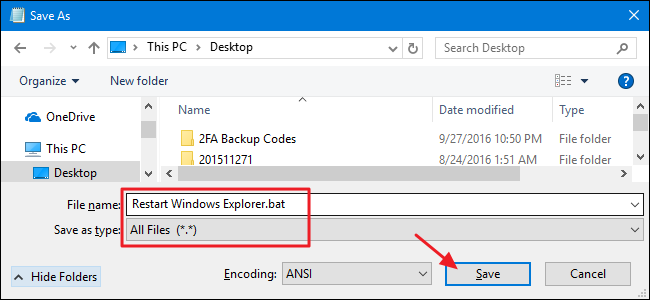 Save As
This PC > Desktop
Search Desktop
Organize New folder
Name Date modified Type
OneDrive
This PC
Desktop
2FA Backup Codes 9/27/2016 10:50 PM File folder
201511271 8/24/2016 1:51 AM File folder
File name: Restart Windows Explorer.bat
Save as type: All Files (*.*)
Hide Folders
Encoding: ANSI
Save
Cancel